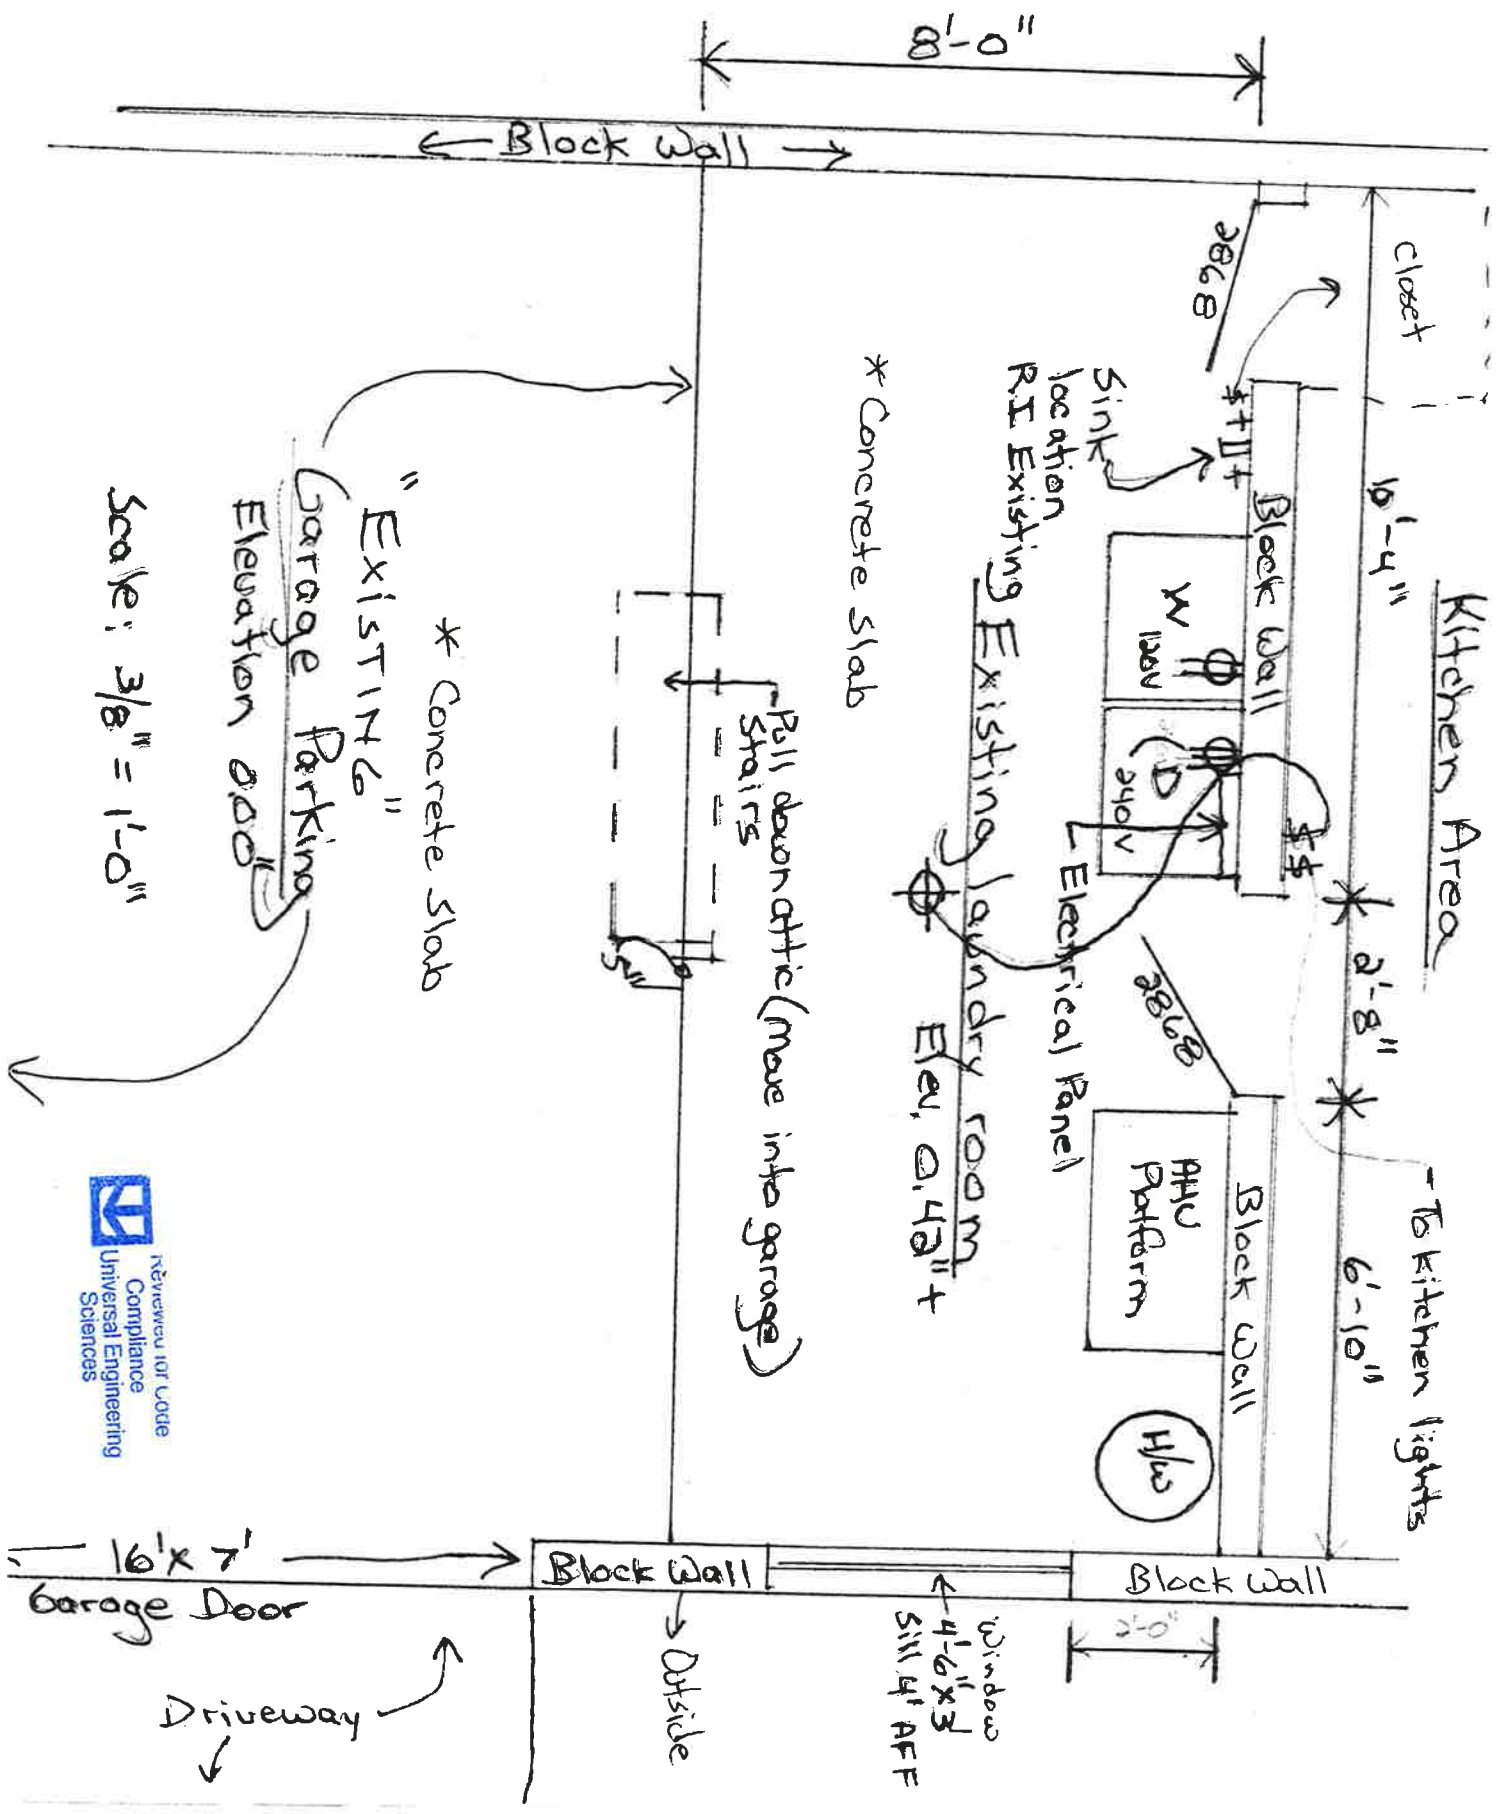 8'-0"
← Block Wall →
2868
Closet
10'-4"
Kitchen Area
2'-8"
6'-10"
- To kitchen lights
Block Wall
Sink
location
R.I Existing
W
120V
D
240V
$
$$
Electrical Panel
2868
Block Wall
AHU
Platform
H/W
* Concrete Slab
Existing laundry room
Elev. 0.42"+
Pull down attic (move into garage)
Stairs
* Concrete Slab
"EXISTING"
Garage Parking
Elevation 0.00"
Scale: 3/8" = 1'-0"
Reviewed for Code
Compliance
Universal Engineering
Sciences
16' x 7'
Garage Door
Block Wall
Block Wall
2'-0"
Window
4'-6" x 3'
Sill 4' AFF
Outside
Driveway